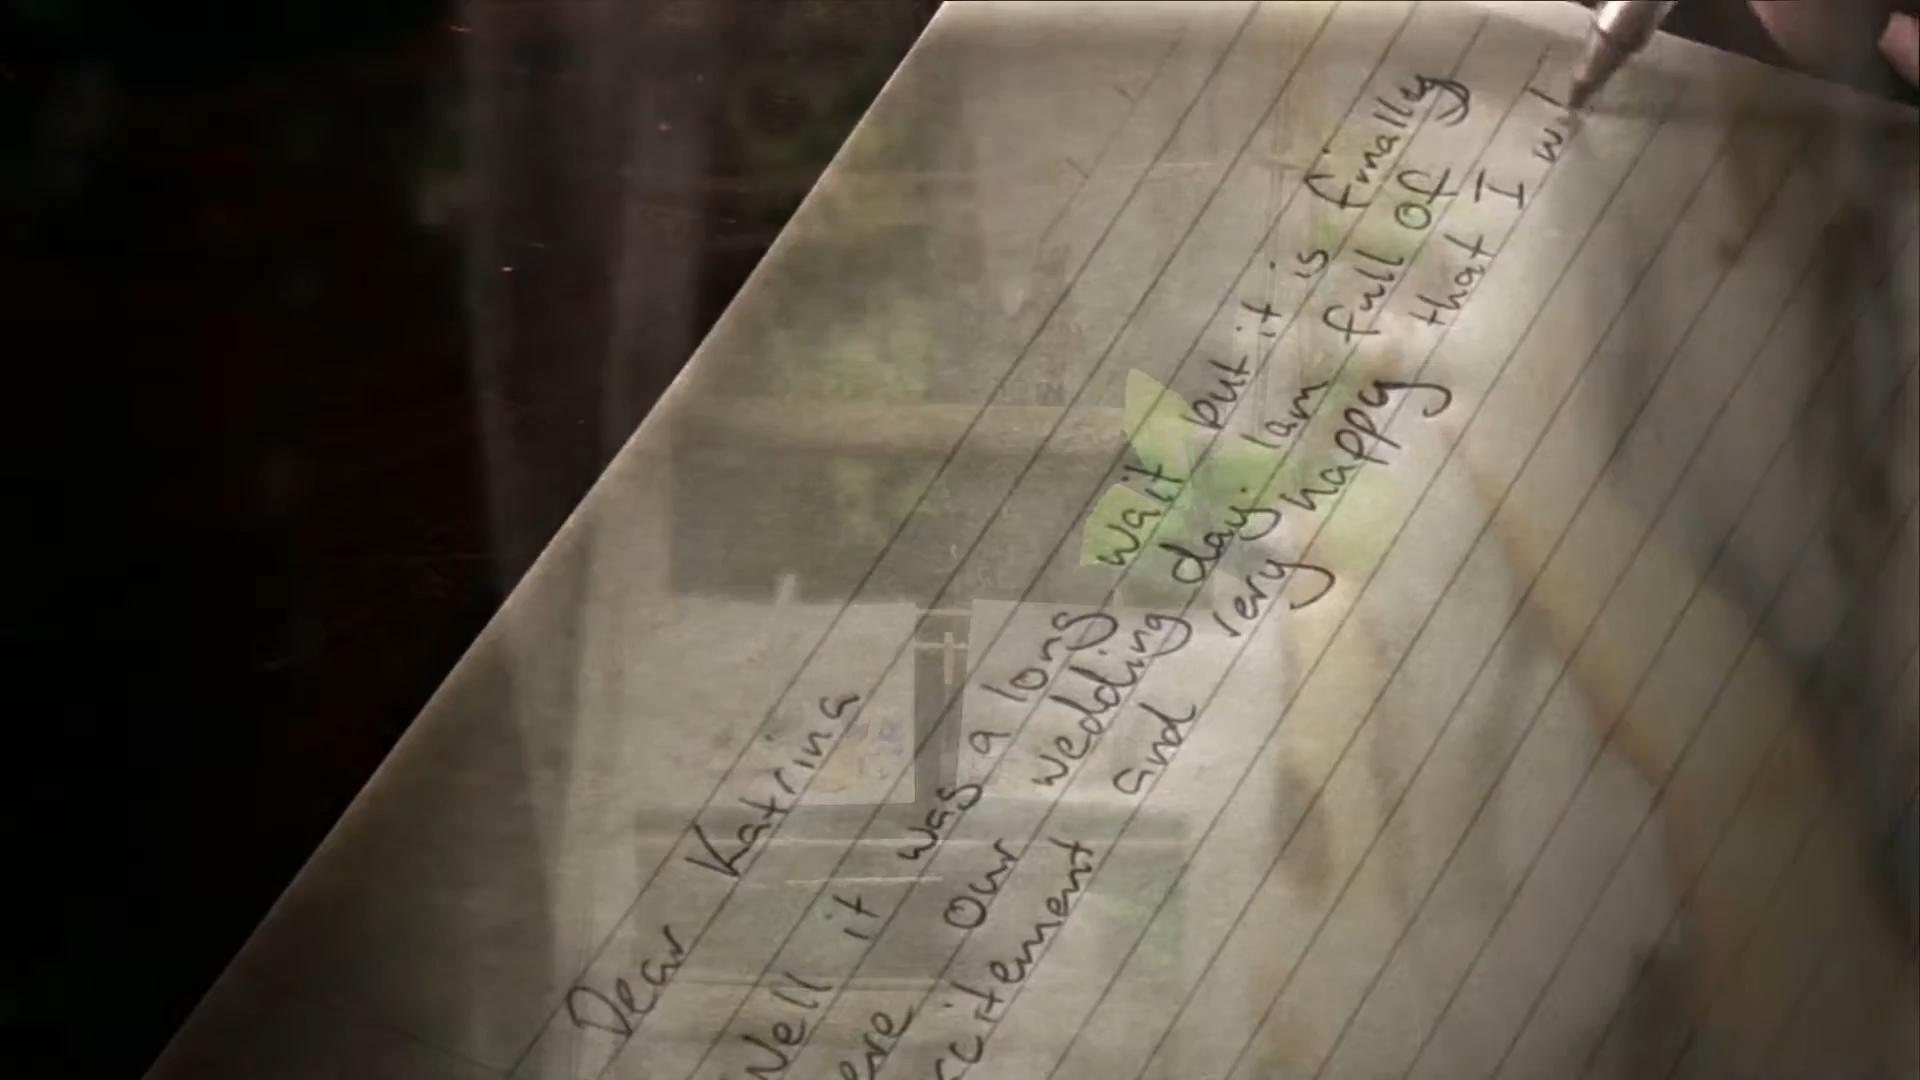 Dear Katrina
Well it was a long wait but it is finally
ere Our wedding day. I am full of
citement and very happy that I wi